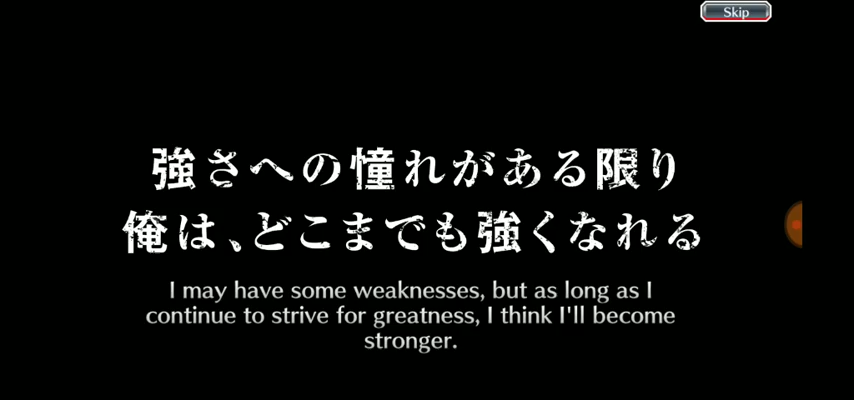 Skip
強さへの憧れがある限り
俺は、どこまでも強くなれる
I may have some weaknesses, but as long as I
continue to strive for greatness, I think I'll become
stronger.